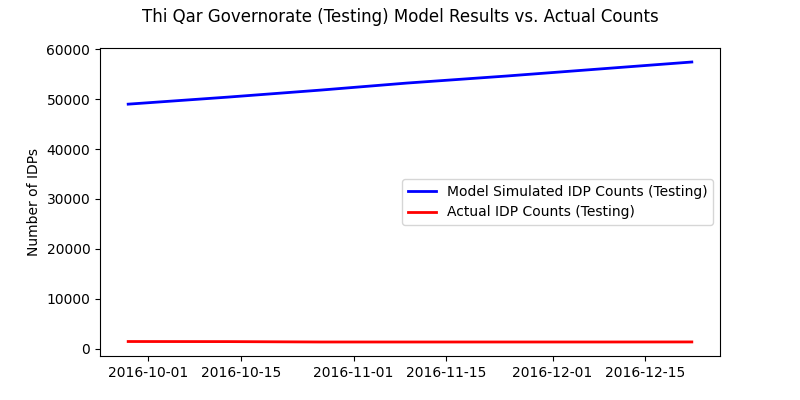 Thi Qar Governorate (Testing) Model Results vs. Actual Counts
60000
50000
40000
30000
20000
10000
0
Number of IDPs
Model Simulated IDP Counts (Testing)
Actual IDP Counts (Testing)
2016-10-01 2016-10-15 2016-11-01 2016-11-15 2016-12-01 2016-12-15